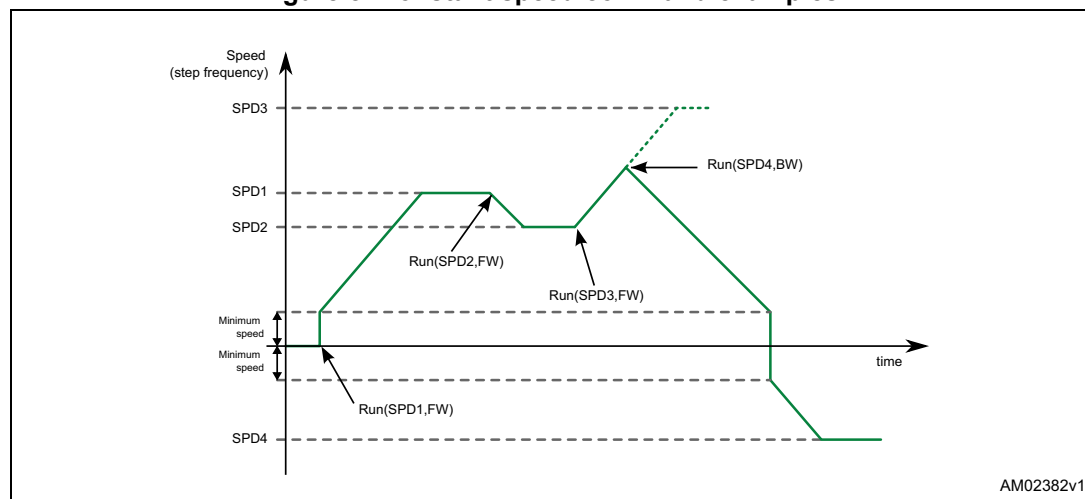 Speed
(step frequency)
SPD3
Run(SPD4,BW)
SPD1
SPD2
Run(SPD2,FW)
Run(SPD3,FW)
Minimum
speed
Minimum
speed
time
Run(SPD1,FW)
SPD4
AM02382v1